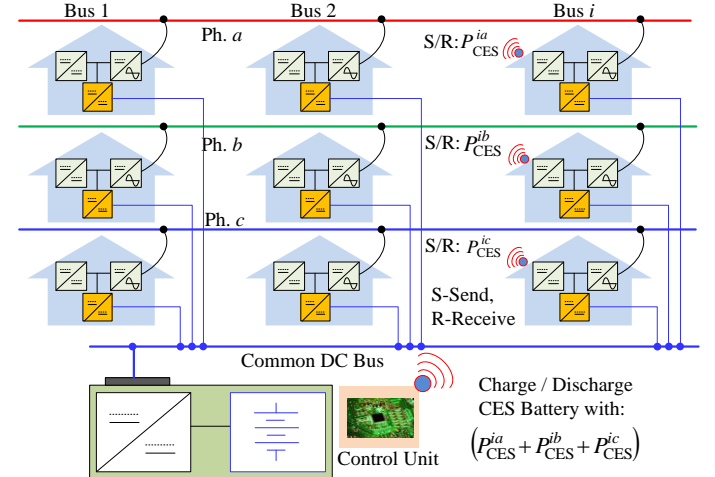 Bus 1
Bus 2
Bus i
Ph. a
S/R: P_CES^ia
Ph. b
S/R: P_CES^ib
Ph. c
S/R: P_CES^ic
S-Send,
R-Receive
Common DC Bus
Charge / Discharge
CES Battery with:
(P_CES^ia + P_CES^ib + P_CES^ic)
Control Unit